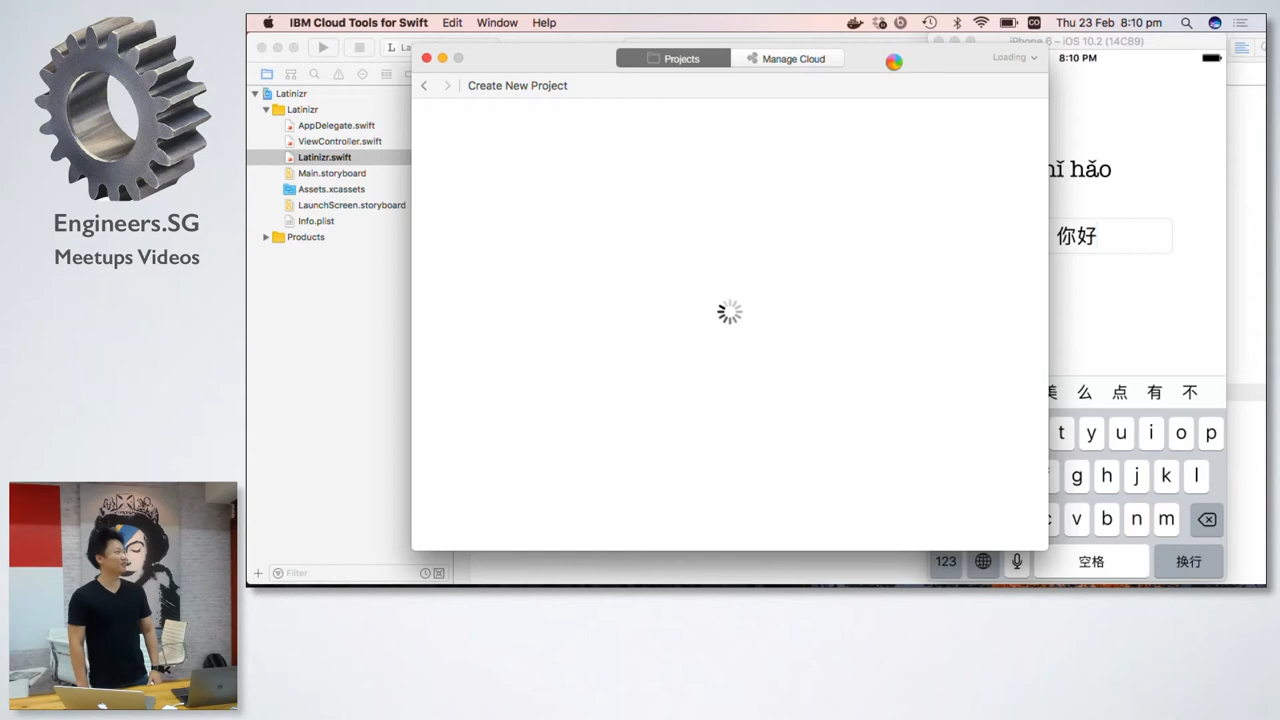 Engineers.SG
Meetups Videos
IBM Cloud Tools for Swift Edit Window Help
Thu 23 Feb 8:10 pm
iPhone 6 – iOS 10.2 (14C89)
Projects
Manage Cloud
Loading
Create New Project
8:10 PM
Latinizr
Latinizr
AppDelegate.swift
ViewController.swift
Latinizr.swift
Main.storyboard
Assets.xcassets
LaunchScreen.storyboard
Info.plist
Products
Filter
hǎo
你好
么 点 有 不
t y u i o p
g h j k l
c v b n m
123
空格
换行